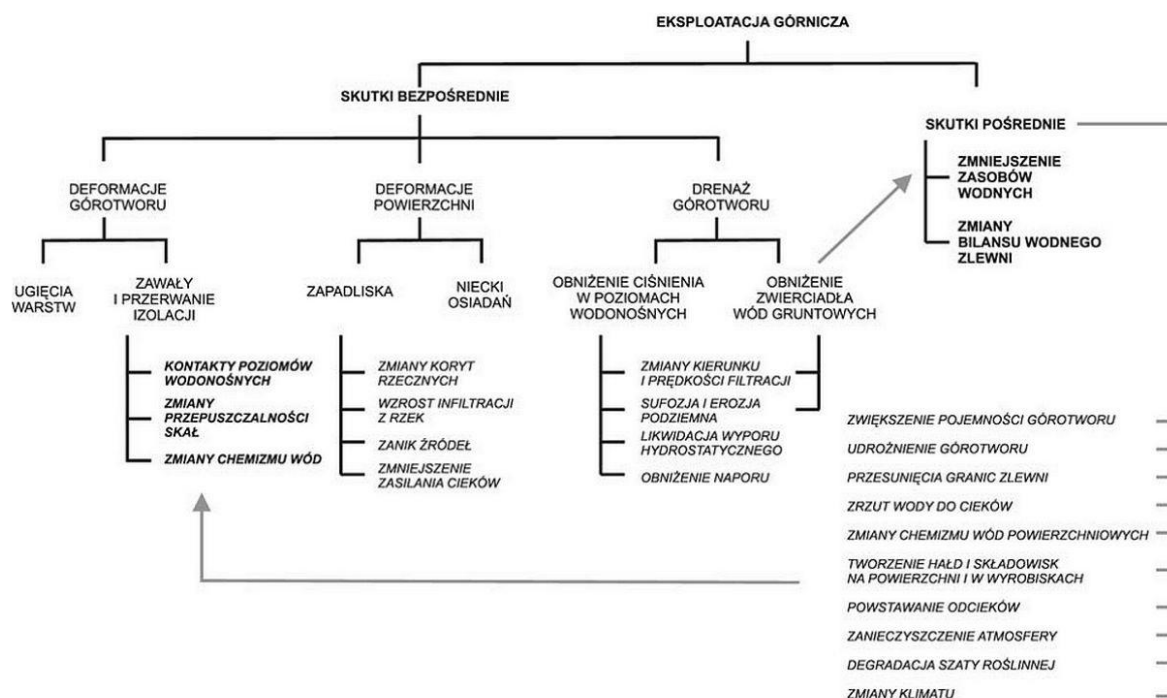 EKSPLOATACJA GÓRNICZA
SKUTKI BEZPOŚREDNIE
SKUTKI POŚREDNIE
ZMNIEJSZENIE
ZASOBÓW
WODNYCH
ZMIANY
BILANSU WODNEGO
ZLEWNI
DEFORMACJE
GÓROTWORU
DEFORMACJE
POWIERZCHNI
DRENAŻ
GÓROTWORU
UGIĘCIA
WARSTW
ZAWAŁY
I PRZERWANIE
IZOLACJI
ZAPADLISKA
NIECKI
OSIADAŃ
OBNIŻENIE CIŚNIENIA
W POZIOMACH
WODONOŚNYCH
OBNIŻENIE
ZWIERCIADŁA
WÓD GRUNTOWYCH
KONTAKTY POZIOMÓW
WODONOŚNYCH
ZMIANY
PRZEPUSZCZALNOŚCI
SKAŁ
ZMIANY CHEMIZMU WÓD
ZMIANY KORYT
RZECZNYCH
WZROST INFILTRACJI
Z RZEK
ZANIK ŹRÓDEŁ
ZMNIEJSZENIE
ZASILANIA CIEKÓW
ZMIANY KIERUNKU
I PRĘDKOŚCI FILTRACJI
SUFOZJA I EROZJA
PODZIEMNA
LIKWIDACJA WYPORU
HYDROSTATYCZNEGO
OBNIŻENIE NAPORU
ZWIĘKSZENIE POJEMNOŚCI GÓROTWORU
UDROŻNIENIE GÓROTWORU
PRZESUNIĘCIA GRANIC ZLEWNI
ZRZUT WODY DO CIEKÓW
ZMIANY CHEMIZMU WÓD POWIERZCHNIOWYCH
TWORZENIE HAŁD I SKŁADOWISK
NA POWIERZCHNI I W WYROBISKACH
POWSTAWANIE ODCIEKÓW
ZANIECZYSZCZENIE ATMOSFERY
DEGRADACJA SZATY ROŚLINNEJ
ZMIANY KLIMATU